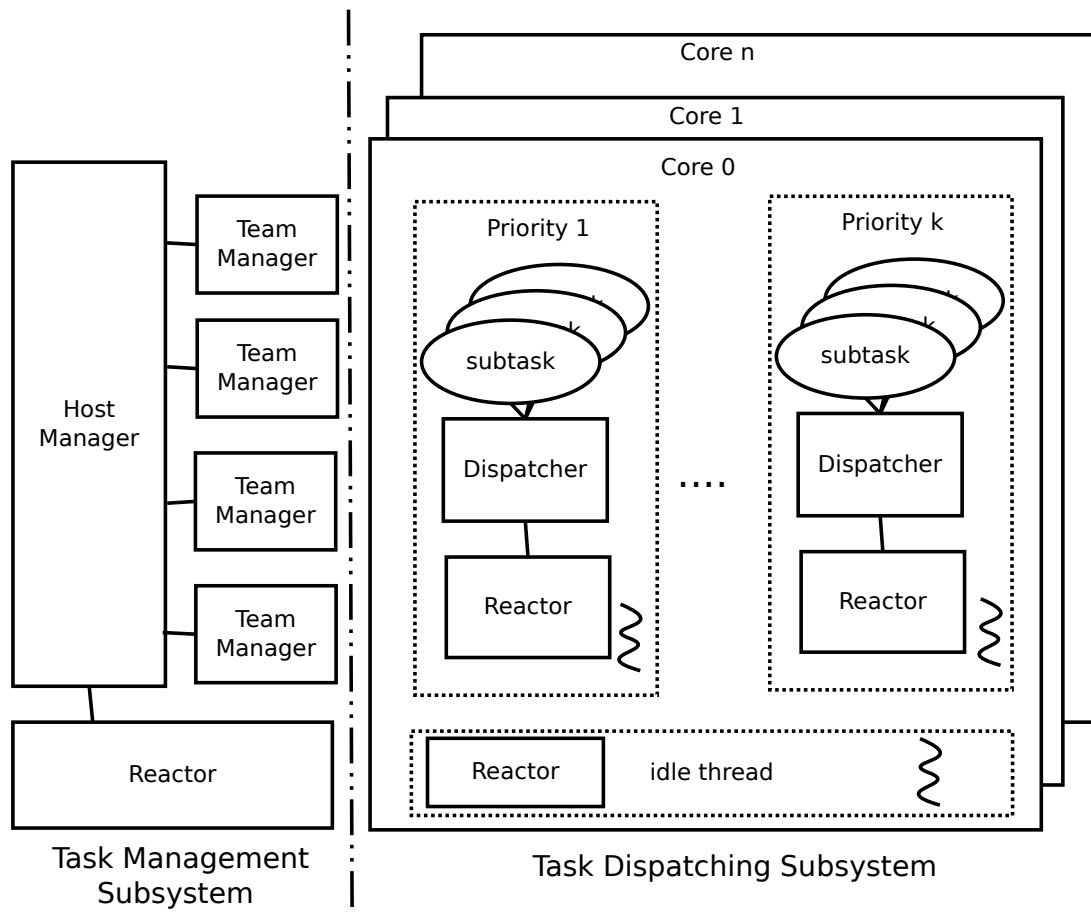 Core n
Core 1
Core 0
Host
Manager
Team
Manager
Team
Manager
Team
Manager
Team
Manager
Reactor
Task Management
Subsystem
Priority 1
k
subtask
Dispatcher
Reactor
....
Priority k
k
subtask
Dispatcher
Reactor
Reactor
idle thread
Task Dispatching Subsystem